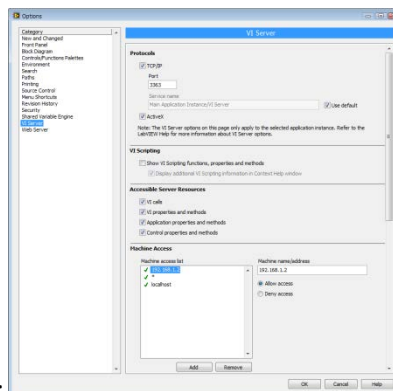 Options
Category
New and Changed
Front Panel
Block Diagram
Controls/Functions Palettes
Environment
Search
Paths
Printing
Source Control
Menu Shortcuts
Revision History
Security
Shared Variable Engine
VI Server
Web Server
VI Server
Protocols
TCP/IP
Port
3363
Service name
Main Application Instance/VI Server
Use default
ActiveX
Note: The VI Server options on this page only apply to the selected application instance. Refer to the
LabVIEW Help for more information about VI Server options.
VI Scripting
Show VI Scripting functions, properties and methods
Display additional VI Scripting information in Context Help window
Accessible Server Resources
VI calls
VI properties and methods
Application properties and methods
Control properties and methods
Machine Access
Machine access list
192.168.1.2
*
localhost
Machine name/address
192.168.1.2
Allow access
Deny access
Add
Remove
OK
Cancel
Help